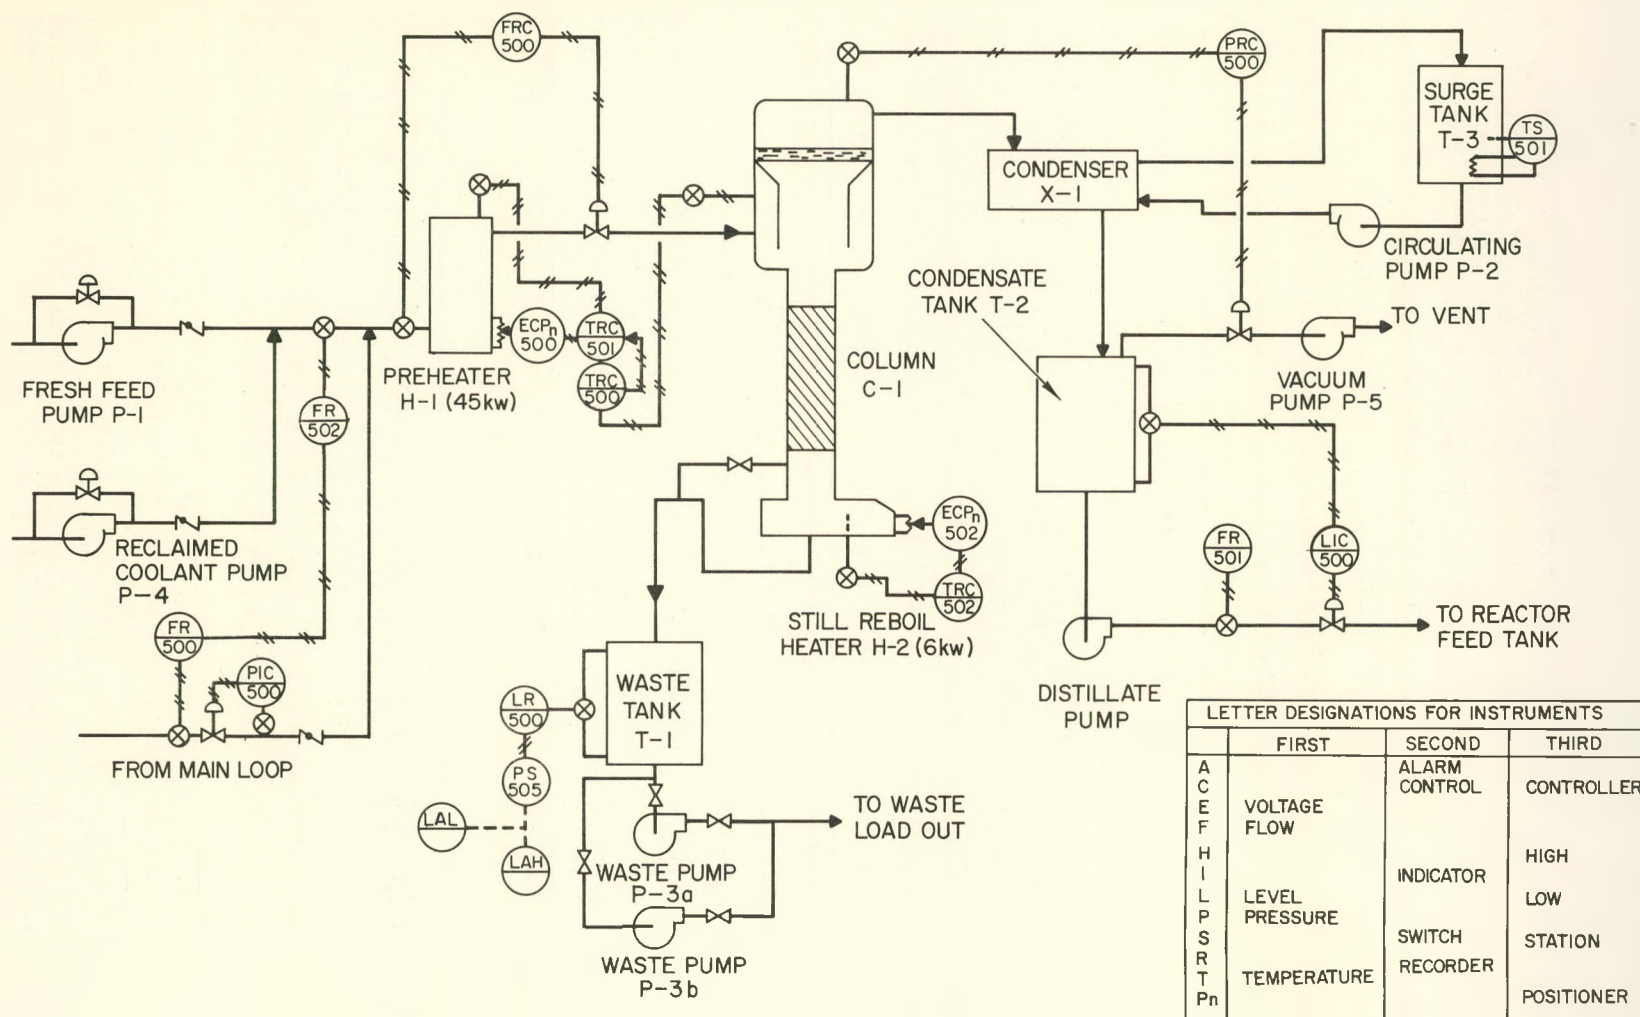 FRC
500
PRC
500
SURGE
TANK
T-3
TS
501
CONDENSER
X-1
CIRCULATING
PUMP P-2
CONDENSATE
TANK T-2
TO VENT
VACUUM
PUMP P-5
ECPn
500
TRC
501
TRC
500
PREHEATER
H-1 (45kw)
COLUMN
C-1
FRESH FEED
PUMP P-1
FR
502
RECLAIMED
COOLANT PUMP
P-4
ECPn
502
TRC
502
STILL REBOIL
HEATER H-2 (6kw)
FR
501
LIC
500
TO REACTOR
FEED TANK
DISTILLATE
PUMP
FR
500
PIC
500
FROM MAIN LOOP
LR
500
WASTE
TANK
T-1
PS
505
LAL
LAH
TO WASTE
LOAD OUT
WASTE PUMP
P-3a
WASTE PUMP
P-3b
LETTER DESIGNATIONS FOR INSTRUMENTS
FIRST SECOND THIRD
A ALARM
C CONTROL CONTROLLER
E VOLTAGE
F FLOW
H HIGH
I INDICATOR
L LEVEL LOW
P PRESSURE
S SWITCH STATION
R RECORDER
T TEMPERATURE
Pn POSITIONER